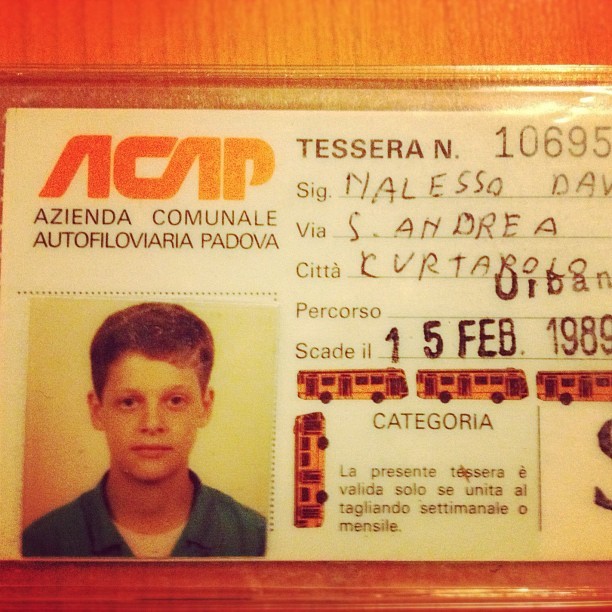 ACAP
AZIENDA COMUNALE
AUTOFILOVIARIA PADOVA
TESSERA N. 10695
Sig. MALESSO DAV
Via S. ANDREA
Città CURTAROLO
Urban
Percorso
Scade il 15 FEB. 1989
CATEGORIA
S
La presente tessera è
valida solo se unita al
tagliando settimanale o
mensile.